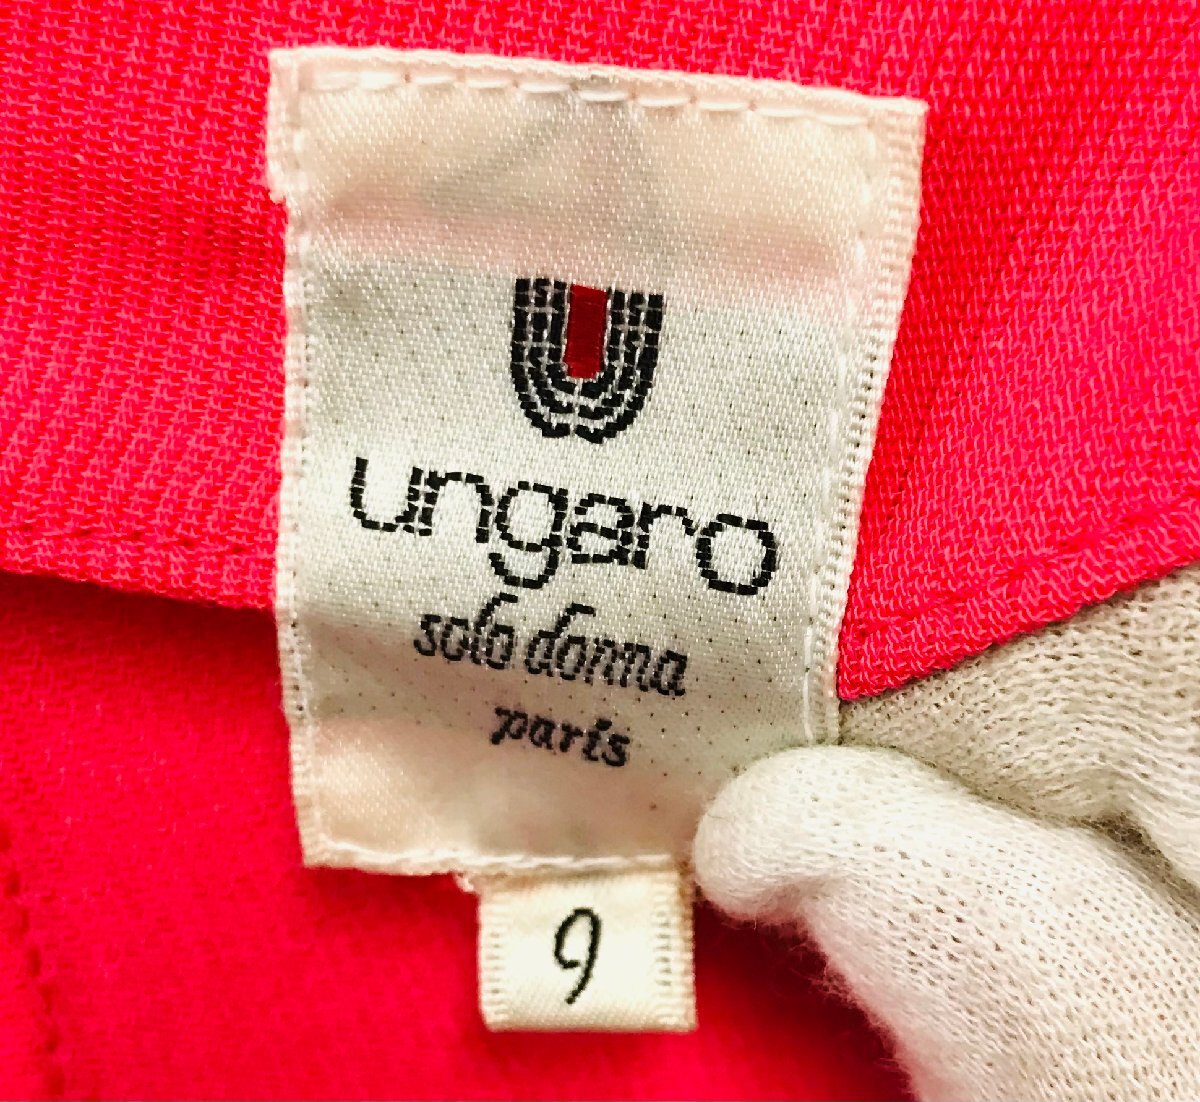 ungaro
solo donna
paris
9